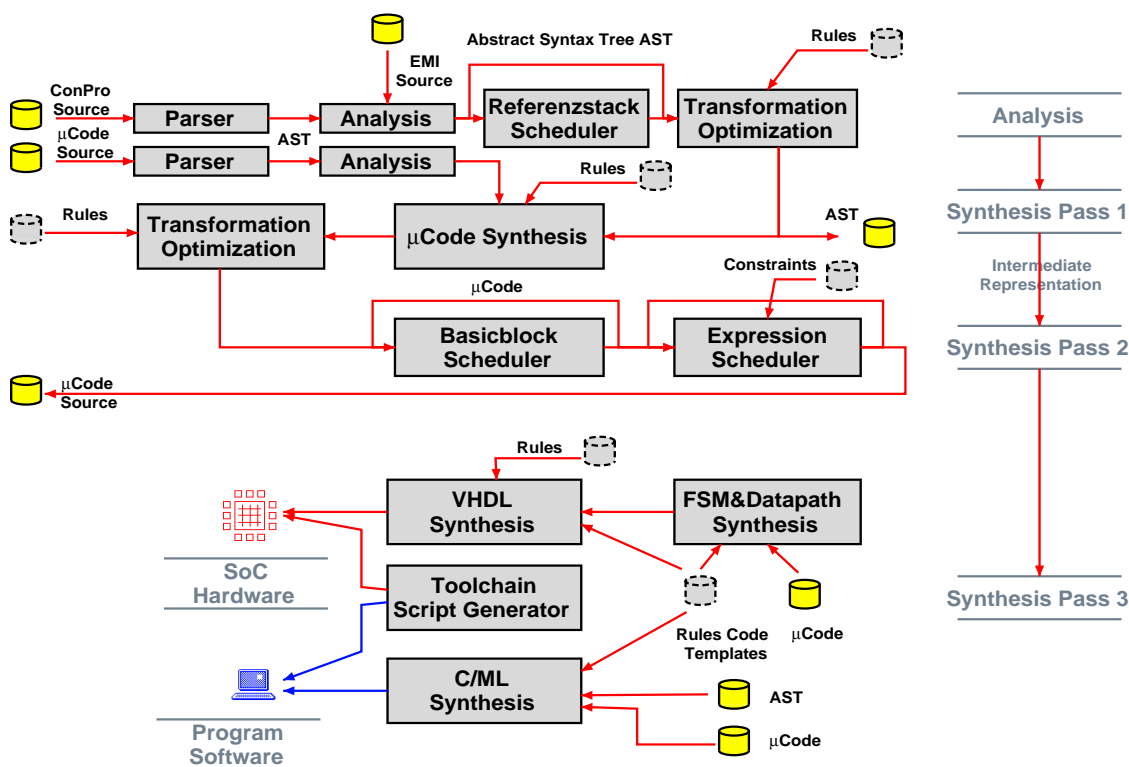 Abstract Syntax Tree AST
Rules
EMI
Source
ConPro
Source
Parser
Analysis
Referenzstack
Scheduler
Transformation
Optimization
Analysis
μCode
Source
Parser
AST
Analysis
Rules
Rules
Transformation
Optimization
μCode Synthesis
AST
Synthesis Pass 1
Constraints
Intermediate
Representation
μCode
Basicblock
Scheduler
Expression
Scheduler
Synthesis Pass 2
μCode
Source
Rules
VHDL
Synthesis
FSM&Datapath
Synthesis
SoC
Hardware
Toolchain
Script Generator
Synthesis Pass 3
Rules Code
Templates
μCode
C/ML
Synthesis
AST
Program
Software
μCode